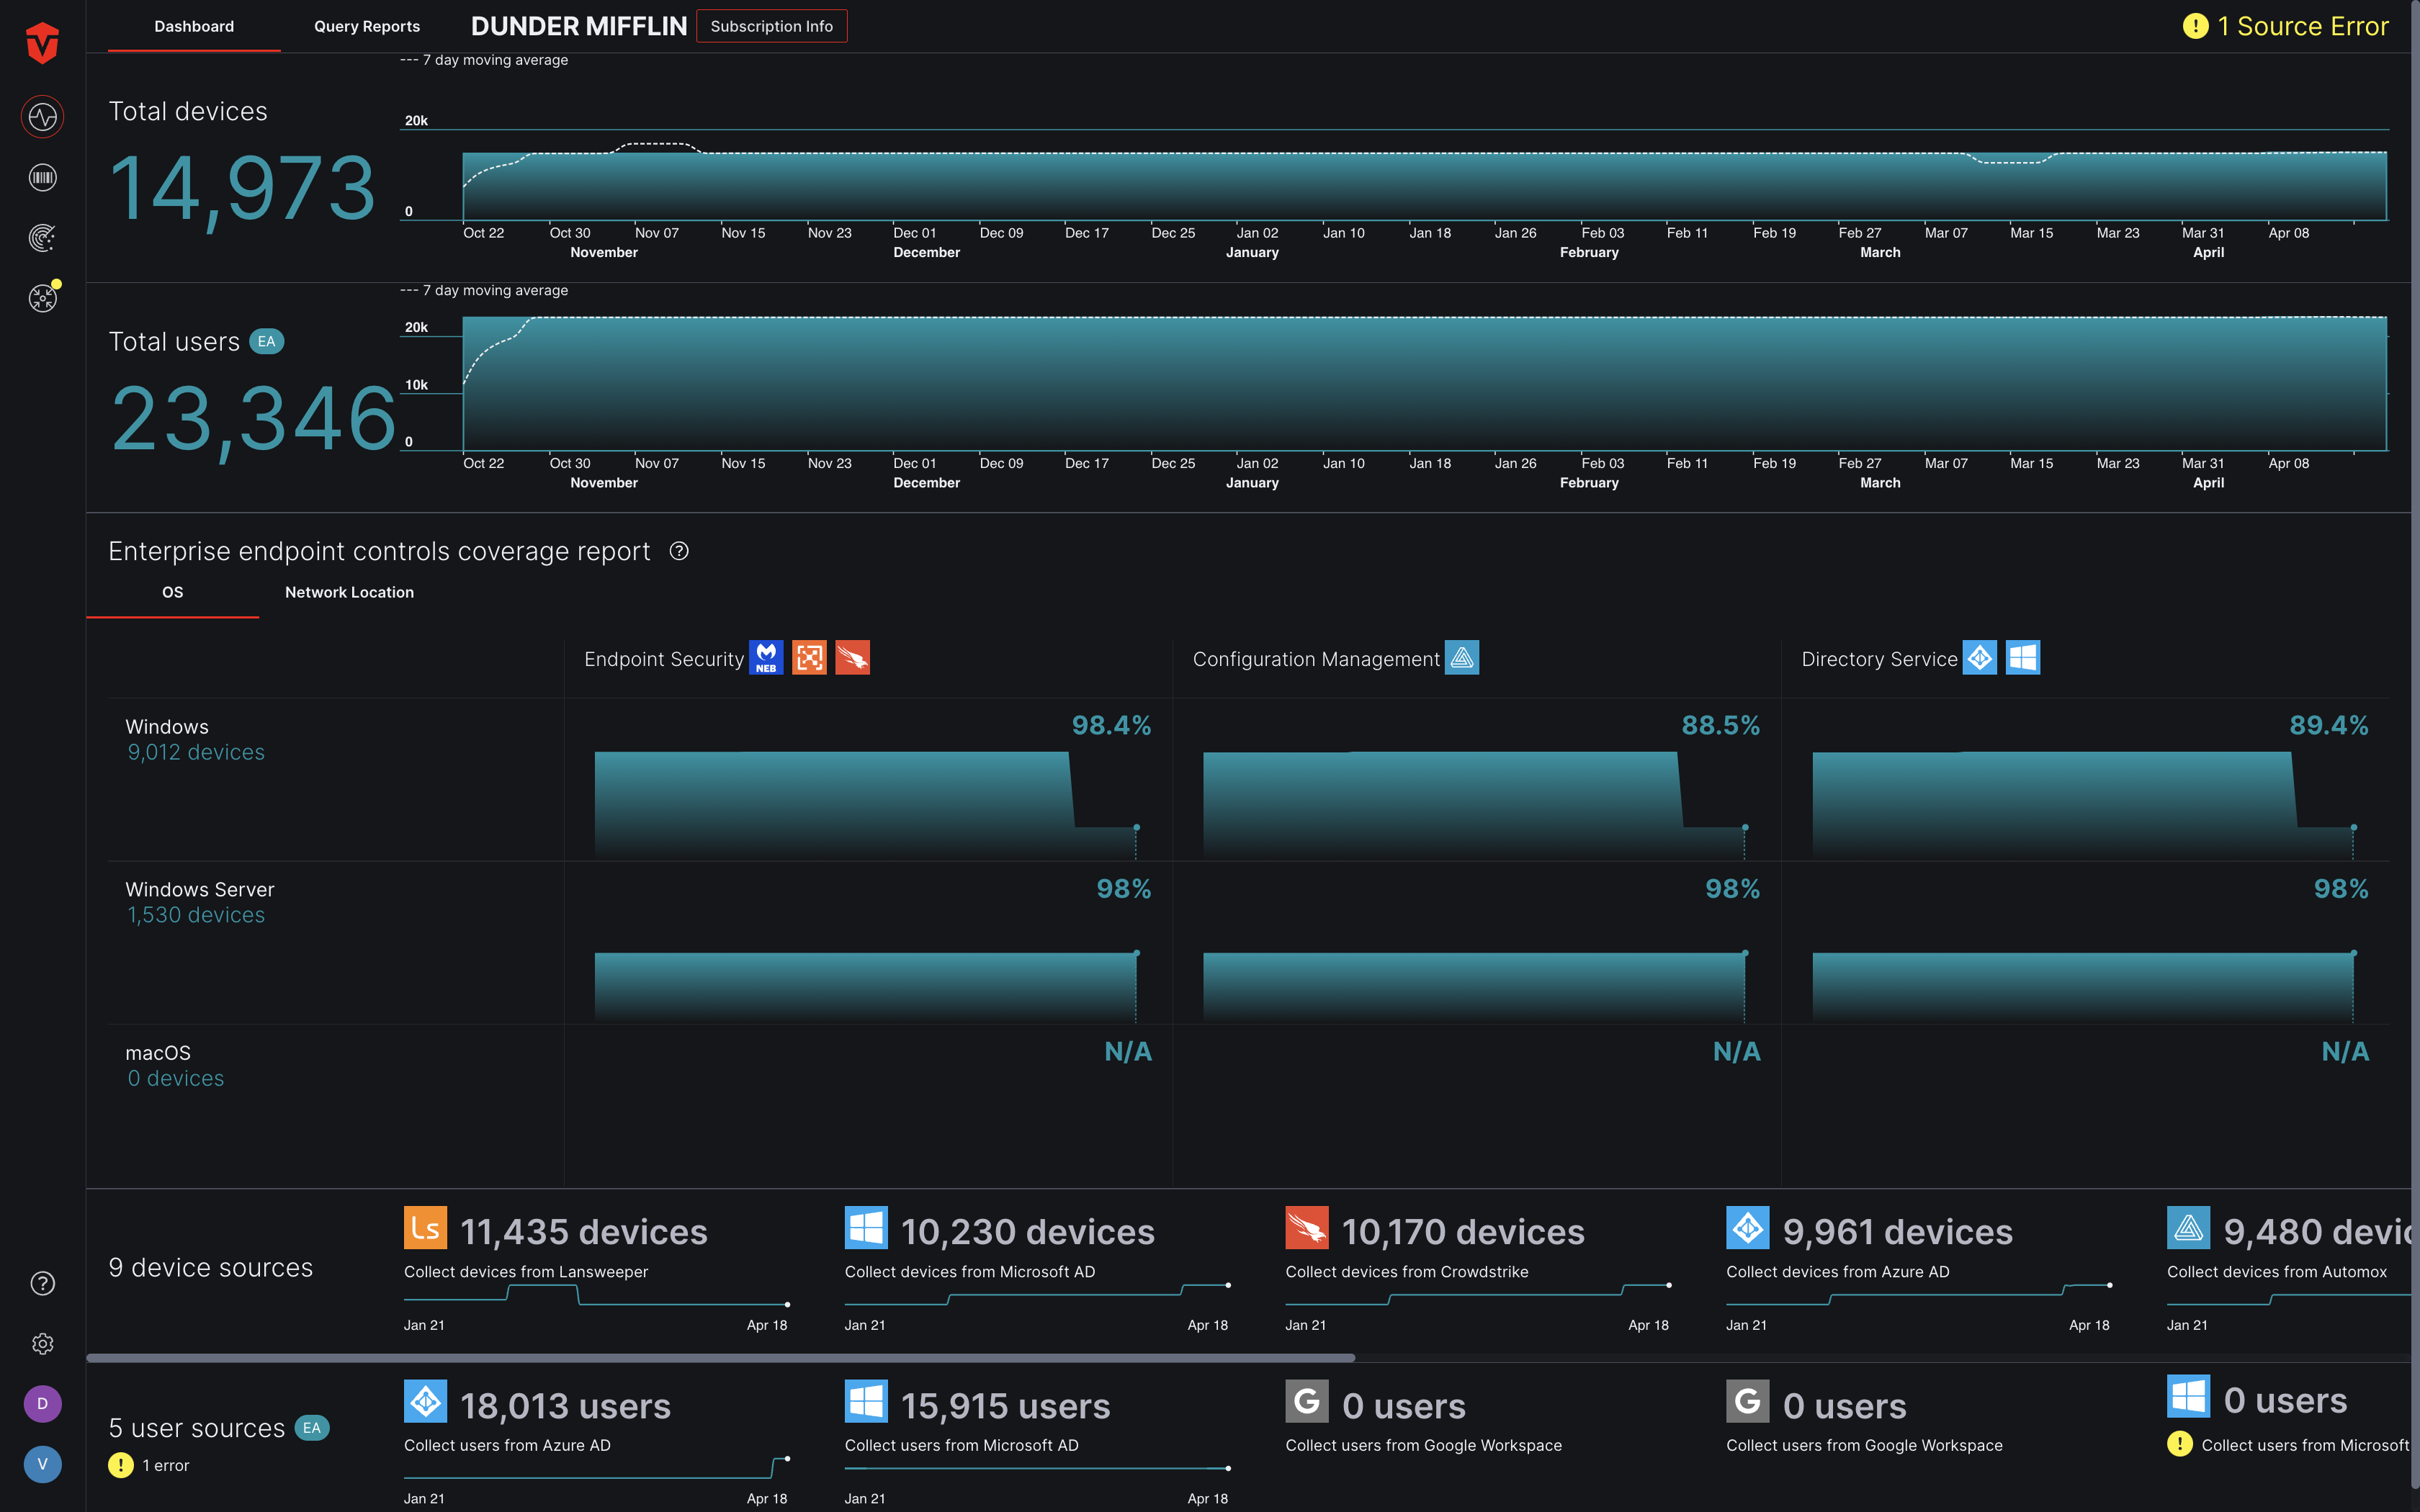 Dashboard Query Reports DUNDER MIFFLIN Subscription Info ! 1 Source Error
--- 7 day moving average
Total devices
14,973
20k
0
Oct 22 Oct 30 Nov 07 Nov 15 Nov 23 Dec 01 Dec 09 Dec 17 Dec 25 Jan 02 Jan 10 Jan 18 Jan 26 Feb 03 Feb 11 Feb 19 Feb 27 Mar 07 Mar 15 Mar 23 Mar 31 Apr 08
November December January February March April
--- 7 day moving average
Total users EA
23,346
20k
10k
0
Oct 22 Oct 30 Nov 07 Nov 15 Nov 23 Dec 01 Dec 09 Dec 17 Dec 25 Jan 02 Jan 10 Jan 18 Jan 26 Feb 03 Feb 11 Feb 19 Feb 27 Mar 07 Mar 15 Mar 23 Mar 31 Apr 08
November December January February March April
Enterprise endpoint controls coverage report ?
OS Network Location
Endpoint Security NEB Configuration Management Directory Service
Windows 98.4% 88.5% 89.4%
9,012 devices
Windows Server 98% 98% 98%
1,530 devices
macOS N/A N/A N/A
0 devices
9 device sources
Ls 11,435 devices
Collect devices from Lansweeper
Jan 21 Apr 18
10,230 devices
Collect devices from Microsoft AD
Jan 21 Apr 18
10,170 devices
Collect devices from Crowdstrike
Jan 21 Apr 18
9,961 devices
Collect devices from Azure AD
Jan 21 Apr 18
9,480 devic
Collect devices from Automox
Jan 21
5 user sources EA
! 1 error
18,013 users
Collect users from Azure AD
Jan 21 Apr 18
15,915 users
Collect users from Microsoft AD
Jan 21 Apr 18
G 0 users
Collect users from Google Workspace
G 0 users
Collect users from Google Workspace
0 users
! Collect users from Microsoft
?
D
V